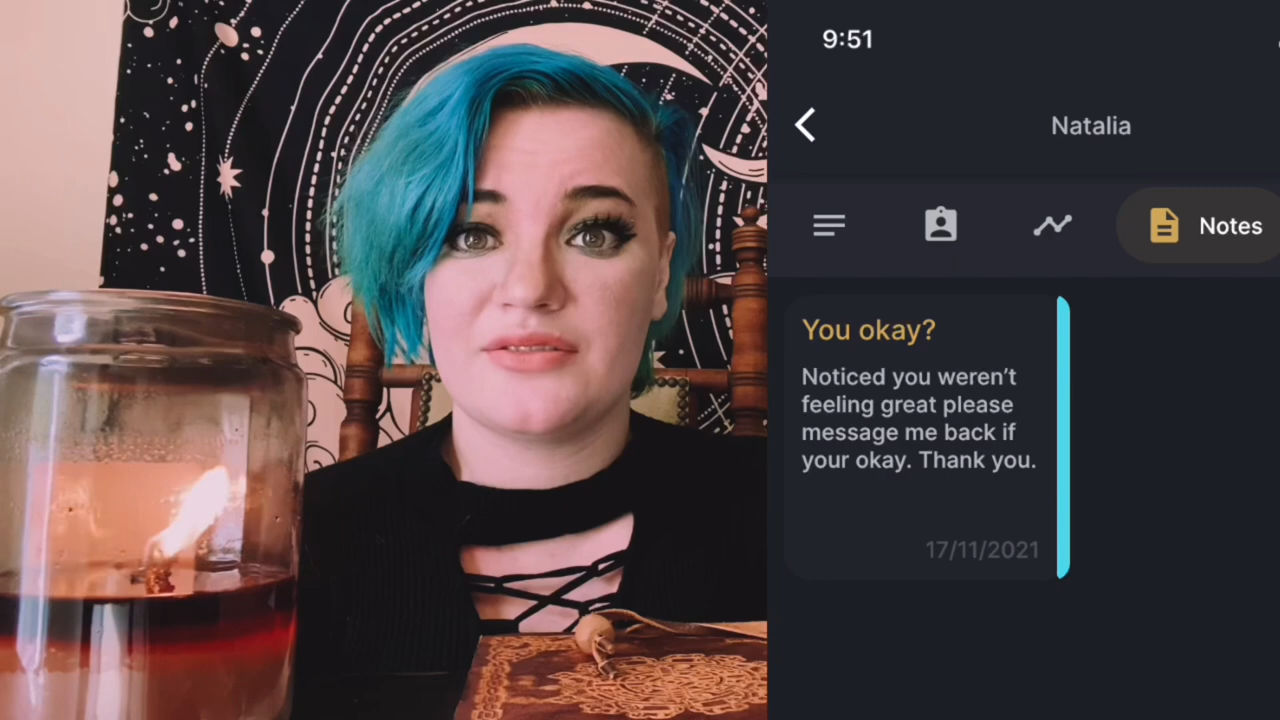 9:51
Natalia
Notes
You okay?
Noticed you weren’t
feeling great please
message me back if
your okay. Thank you.
17/11/2021